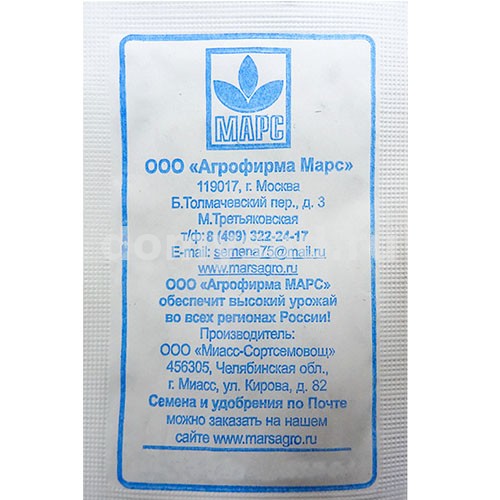 МАРС
ООО «Агрофирма Марс»
119017, г. Москва
Б.Толмачевский пер., д. 3
М.Третьяковская
т/ф: 8 (499) 322-24-17
E-mail: semena75@mail.ru
www.marsagro.ru
ООО «Агрофирма МАРС»
обеспечит высокий урожай
во всех регионах России!
Производитель:
ООО «Миасс-Сортсемовощ»
456305, Челябинская обл.,
г. Миасс, ул. Кирова, д. 82
Семена и удобрения по Почте
можно заказать на нашем
сайте www.marsagro.ru